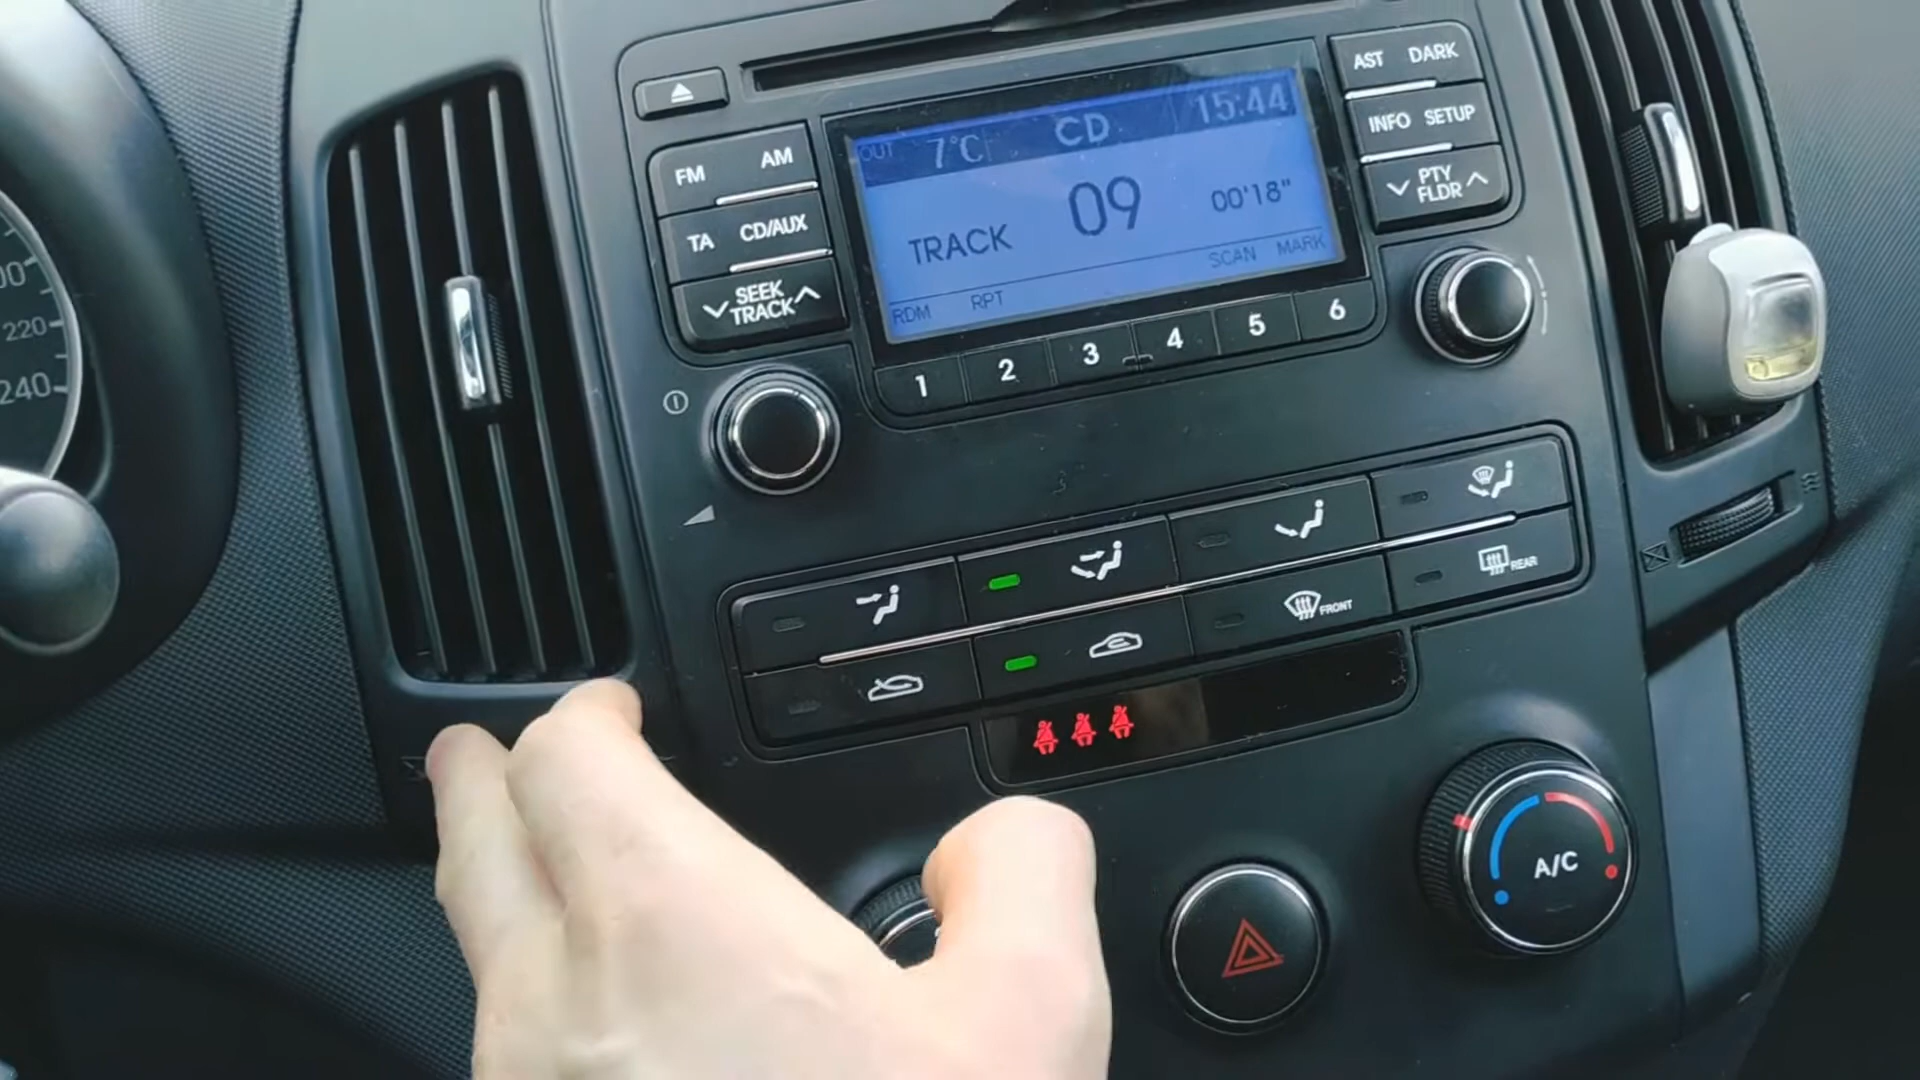 AST DARK
OUT 7°C CD 15:44
INFO SETUP
FM AM
PTY
FLDR
TRACK 09 00'18"
TA CD/AUX
SEEK
TRACK
SCAN MARK
RDM RPT
1 2 3 4 5 6
220
240
REAR
FRONT
A/C